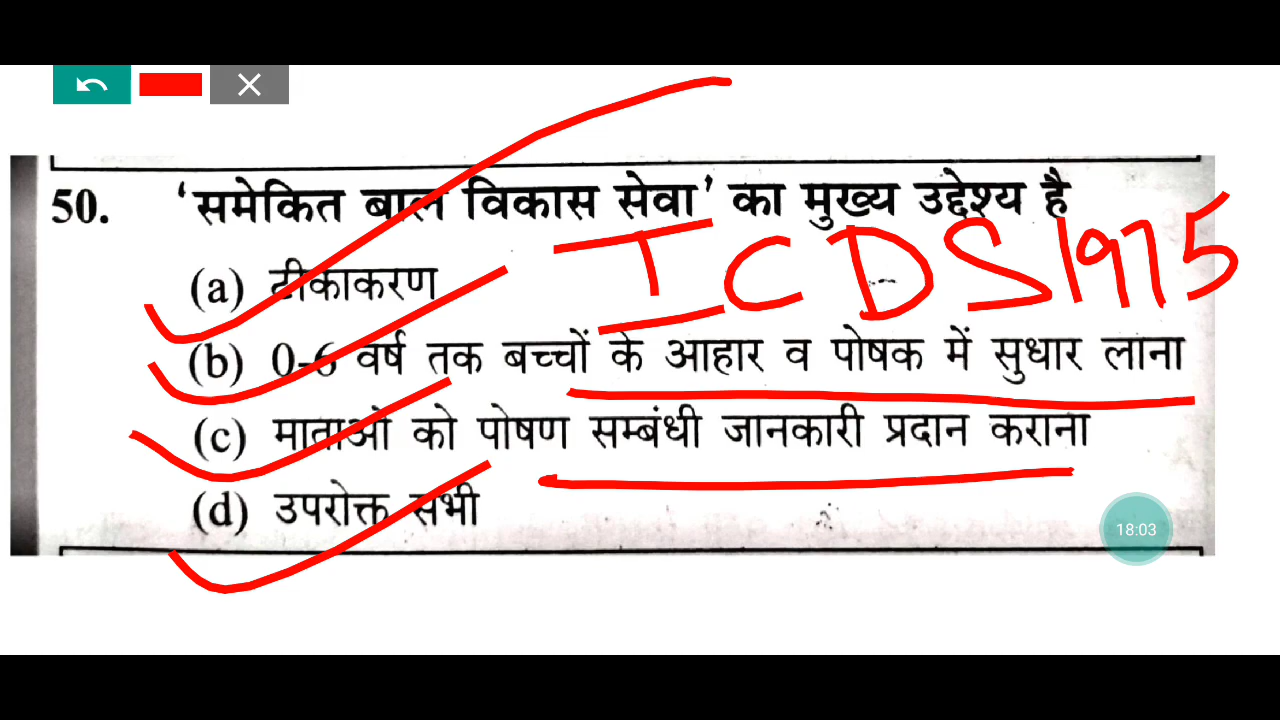 50. 'समेकित बाल विकास सेवा' का मुख्य उद्देश्य है
ICDS 1975
(a) टीकाकरण
(b) 0-6 वर्ष तक बच्चों के आहार व पोषक में सुधार लाना
(c) माताओ को पोषण सम्बंधी जानकारी प्रदान कराना
(d) उपरोक्त सभी
18:03